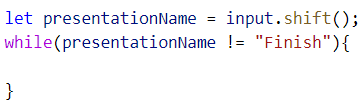 let presentationName = input.shift();
while(presentationName != "Finish"){
}